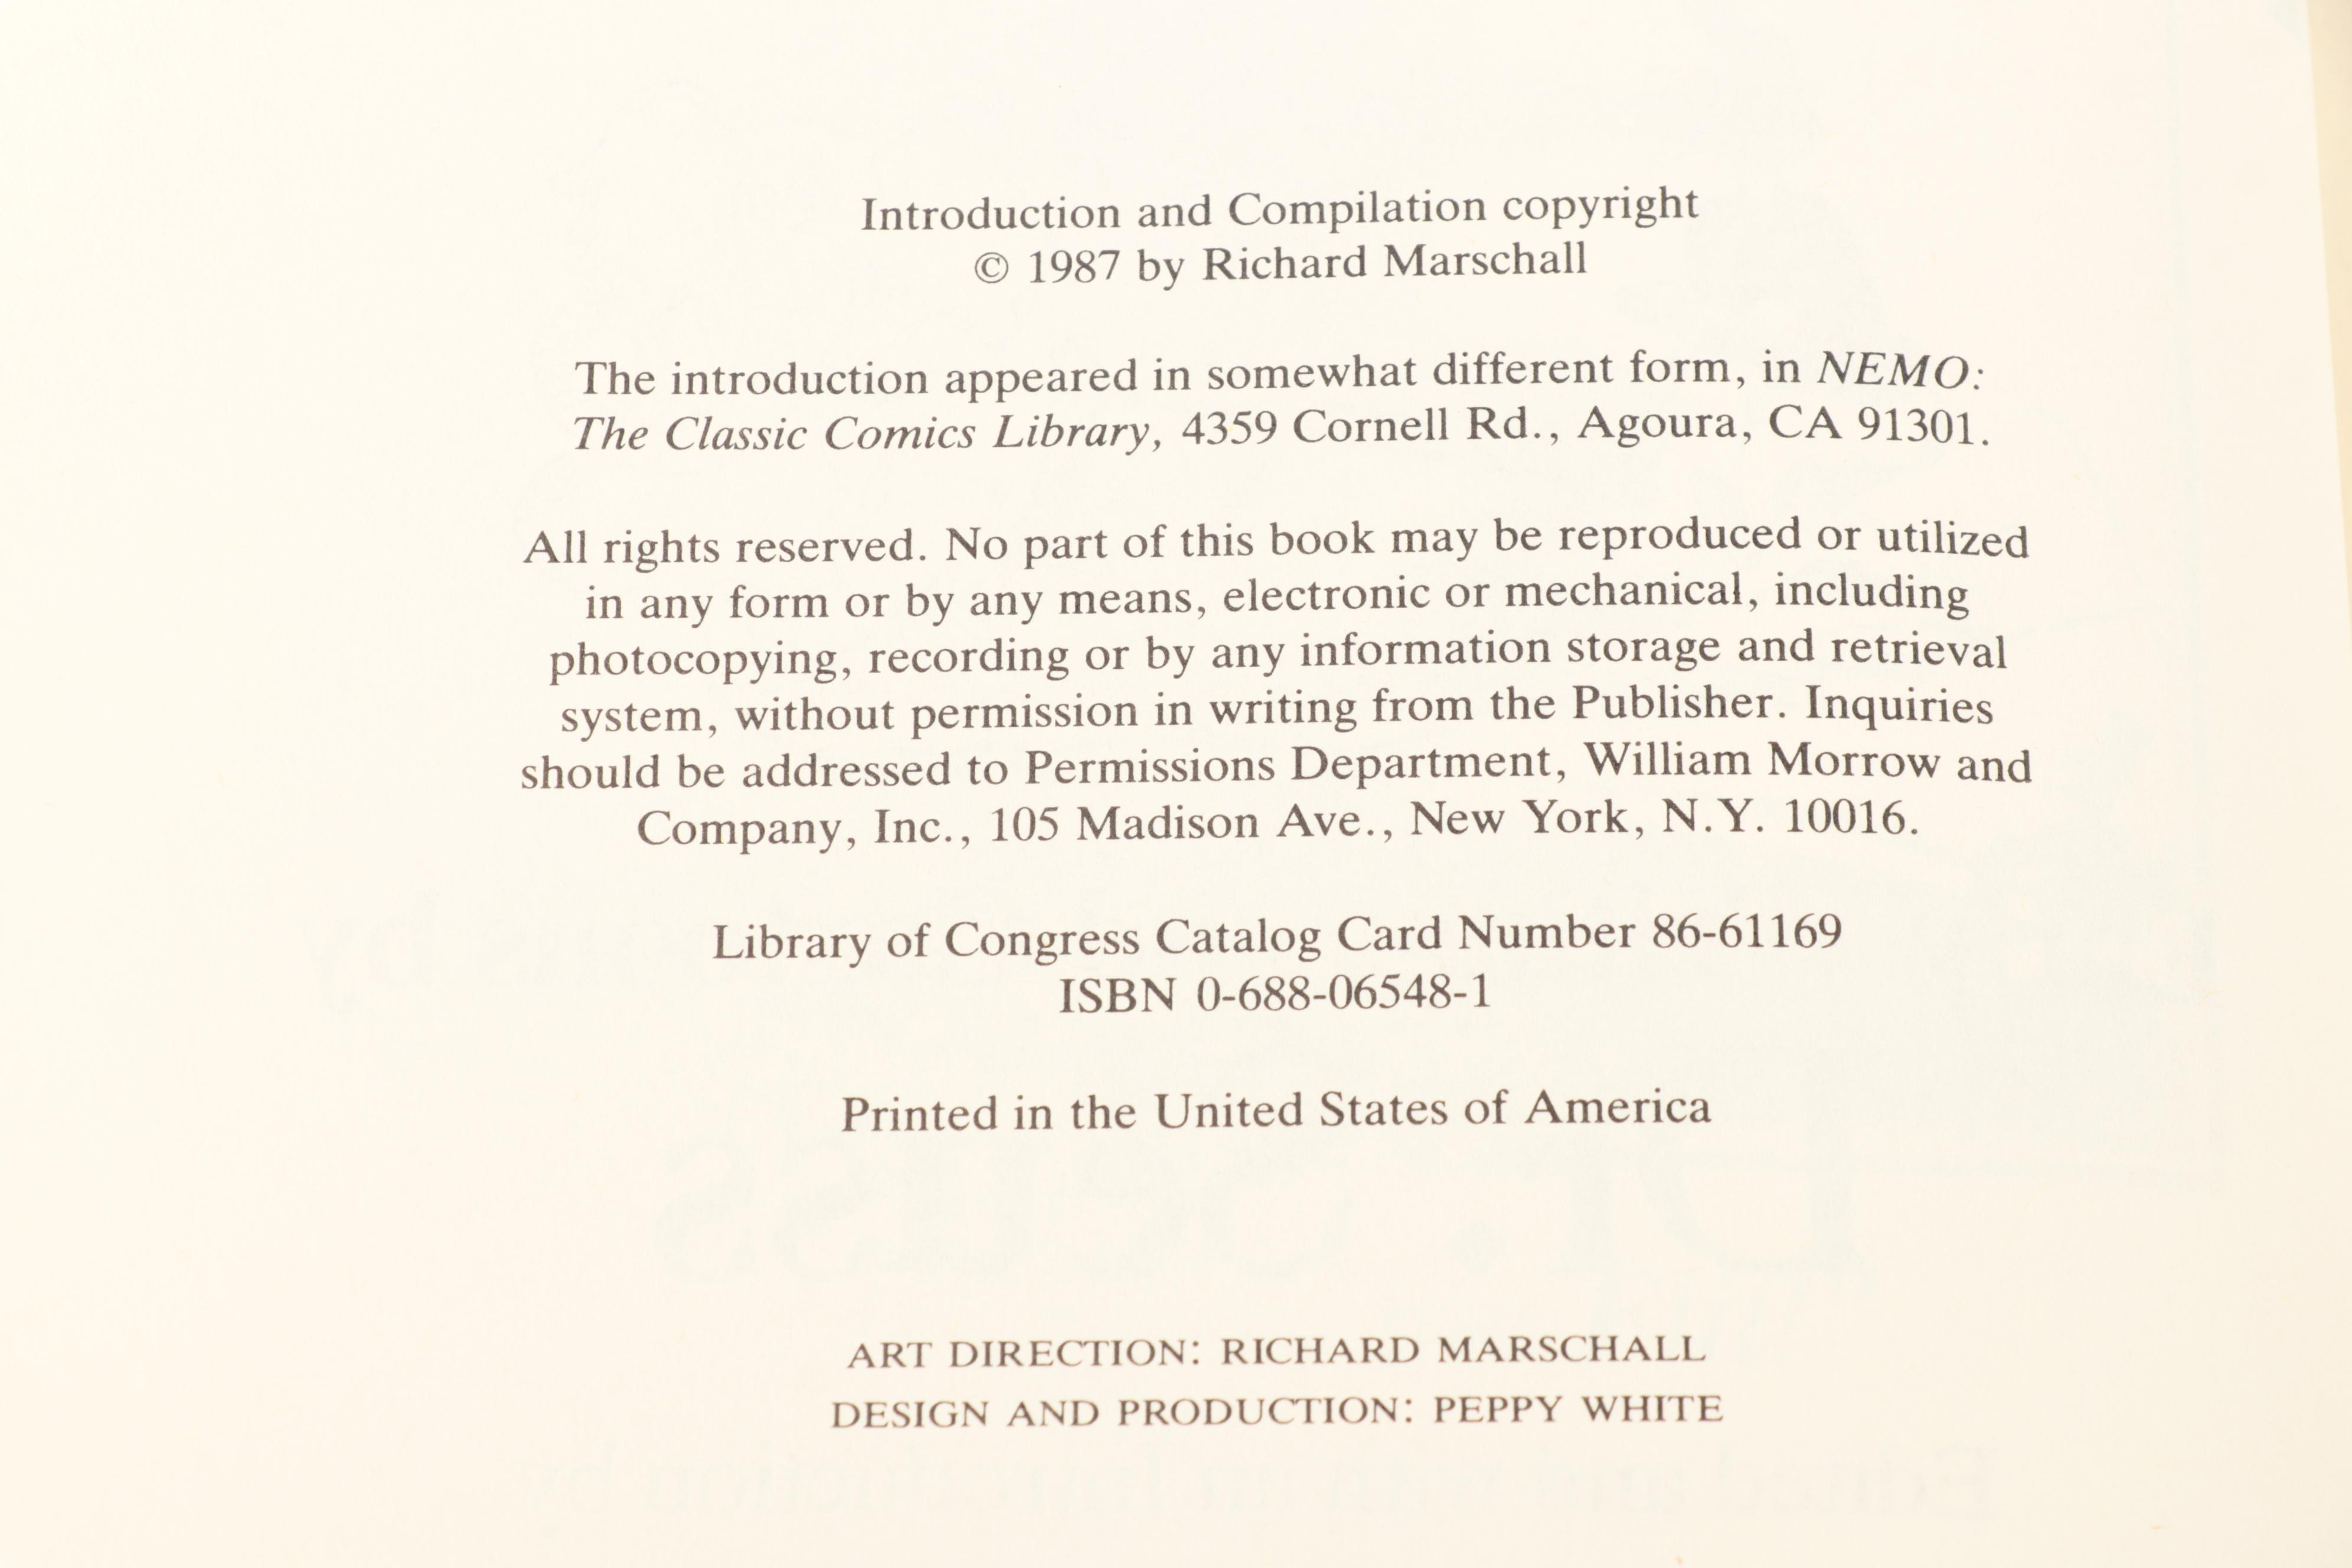 Introduction and Compilation copyright
© 1987 by Richard Marschall
The introduction appeared in somewhat different form, in NEMO:
The Classic Comics Library, 4359 Cornell Rd., Agoura, CA 91301.
All rights reserved. No part of this book may be reproduced or utilized
in any form or by any means, electronic or mechanical, including
photocopying, recording or by any information storage and retrieval
system, without permission in writing from the Publisher. Inquiries
should be addressed to Permissions Department, William Morrow and
Company, Inc., 105 Madison Ave., New York, N.Y. 10016.
Library of Congress Catalog Card Number 86-61169
ISBN 0-688-06548-1
Printed in the United States of America
ART DIRECTION: RICHARD MARSCHALL
DESIGN AND PRODUCTION: PEPPY WHITE